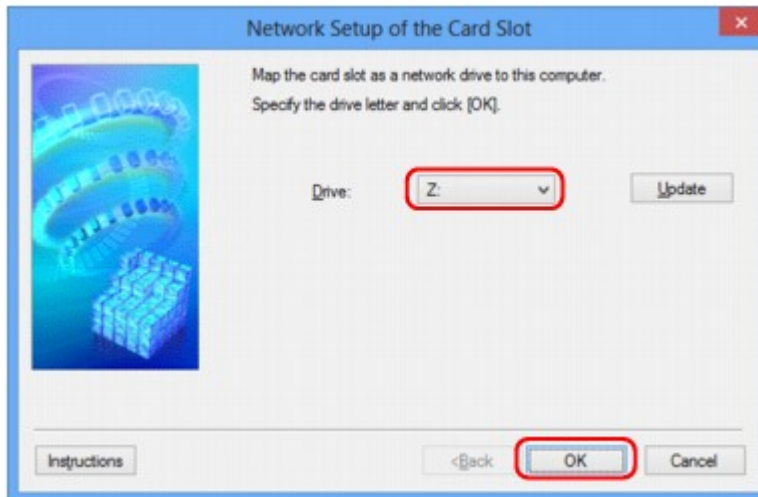 Network Setup of the Card Slot
Map the card slot as a network drive to this computer.
Specify the drive letter and click [OK].
Drive: Z: Update
Instructions <Back OK Cancel